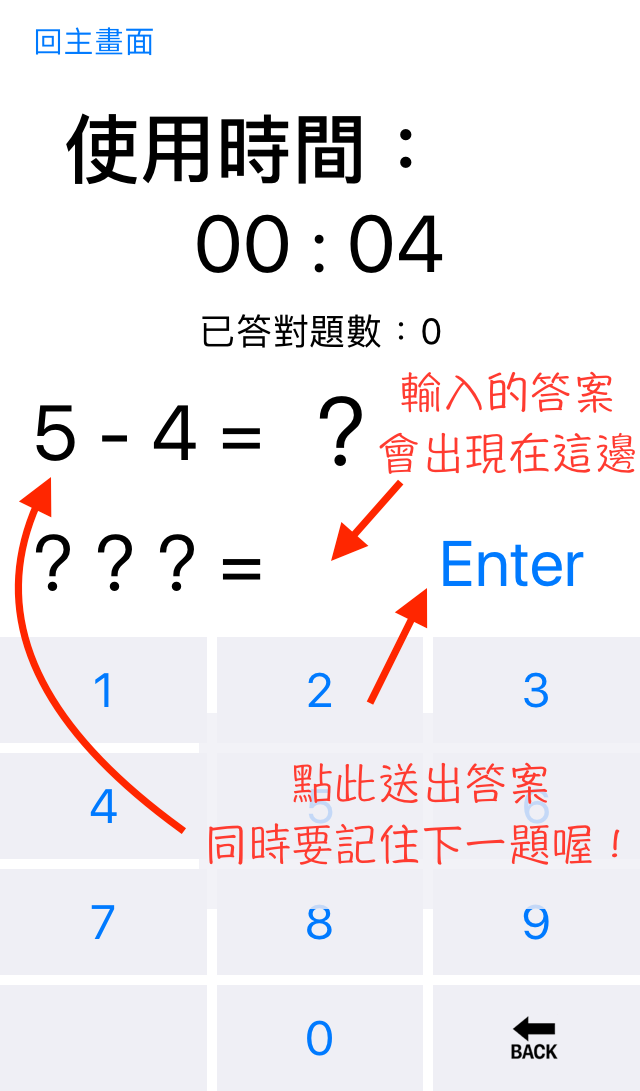 回主畫面
使用時間：
00 : 04
已答對題數：0
5 - 4 = ?
輸入的答案
會出現在這邊
? ? ? =
Enter
1 2 3
點此送出答案
4 5 6
同時要記住下一題喔！
7 8 9
0 BACK